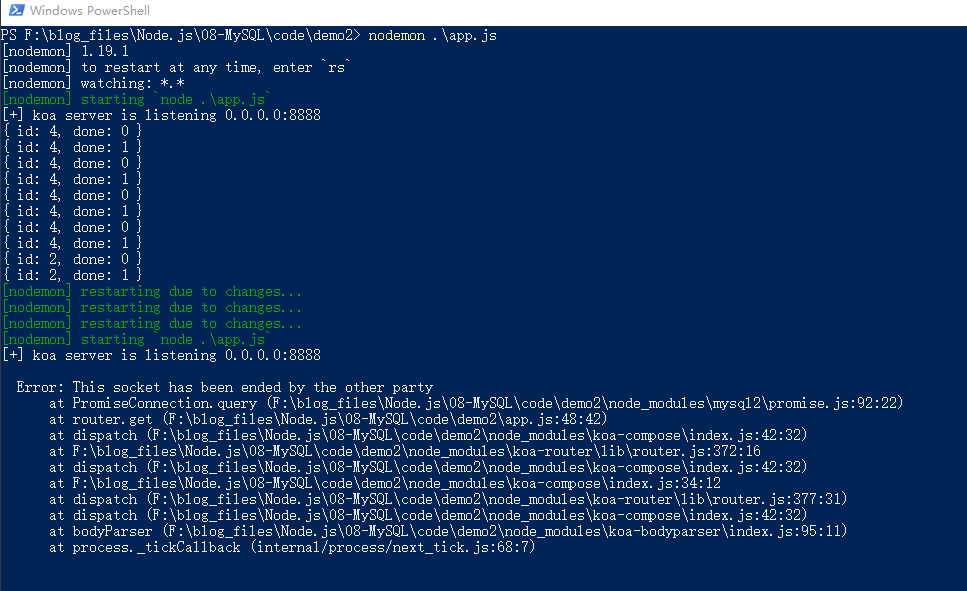 Windows PowerShell
PS F:\blog_files\Node.js\08-MySQL\code\demo2> nodemon .\app.js
[nodemon] 1.19.1
[nodemon] to restart at any time, enter `rs`
[nodemon] watching: *.*
[nodemon] starting `node .\app.js`
[+] koa server is listening 0.0.0.0:8888
{ id: 4, done: 0 }
{ id: 4, done: 1 }
{ id: 4, done: 0 }
{ id: 4, done: 1 }
{ id: 4, done: 0 }
{ id: 4, done: 1 }
{ id: 4, done: 0 }
{ id: 4, done: 1 }
{ id: 2, done: 0 }
{ id: 2, done: 1 }
[nodemon] restarting due to changes...
[nodemon] restarting due to changes...
[nodemon] restarting due to changes...
[nodemon] starting `node .\app.js`
[+] koa server is listening 0.0.0.0:8888
Error: This socket has been ended by the other party
at PromiseConnection.query (F:\blog_files\Node.js\08-MySQL\code\demo2\node_modules\mysql2\promise.js:92:22)
at router.get (F:\blog_files\Node.js\08-MySQL\code\demo2\app.js:48:42)
at dispatch (F:\blog_files\Node.js\08-MySQL\code\demo2\node_modules\koa-compose\index.js:42:32)
at F:\blog_files\Node.js\08-MySQL\code\demo2\node_modules\koa-router\lib\router.js:372:16
at dispatch (F:\blog_files\Node.js\08-MySQL\code\demo2\node_modules\koa-compose\index.js:42:32)
at F:\blog_files\Node.js\08-MySQL\code\demo2\node_modules\koa-compose\index.js:34:12
at dispatch (F:\blog_files\Node.js\08-MySQL\code\demo2\node_modules\koa-router\lib\router.js:377:31)
at dispatch (F:\blog_files\Node.js\08-MySQL\code\demo2\node_modules\koa-compose\index.js:42:32)
at bodyParser (F:\blog_files\Node.js\08-MySQL\code\demo2\node_modules\koa-bodyparser\index.js:95:11)
at process._tickCallback (internal/process/next_tick.js:68:7)